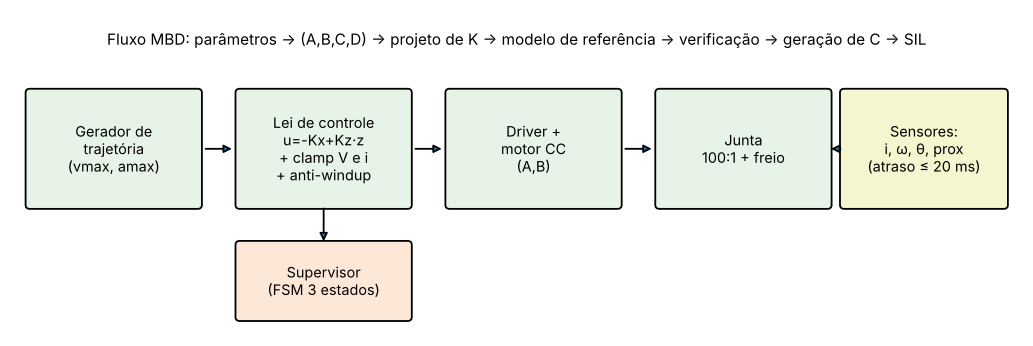 Fluxo MBD: parâmetros → (A,B,C,D) → projeto de K → modelo de referência → verificação → geração de C → SIL
Gerador de
trajetória
(vmax, amax)
Lei de controle
u=-Kx+Kz·z
+ clamp V e i
+ anti-windup
Driver +
motor CC
(A,B)
Junta
100:1 + freio
Sensores:
i, ω, θ, prox
(atraso ≤ 20 ms)
Supervisor
(FSM 3 estados)